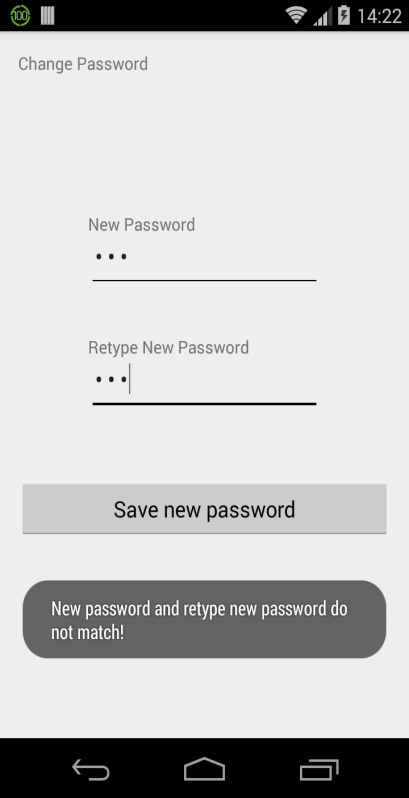 100 14:22
Change Password
New Password
•••
Retype New Password
•••
Save new password
New password and retype new password do
not match!